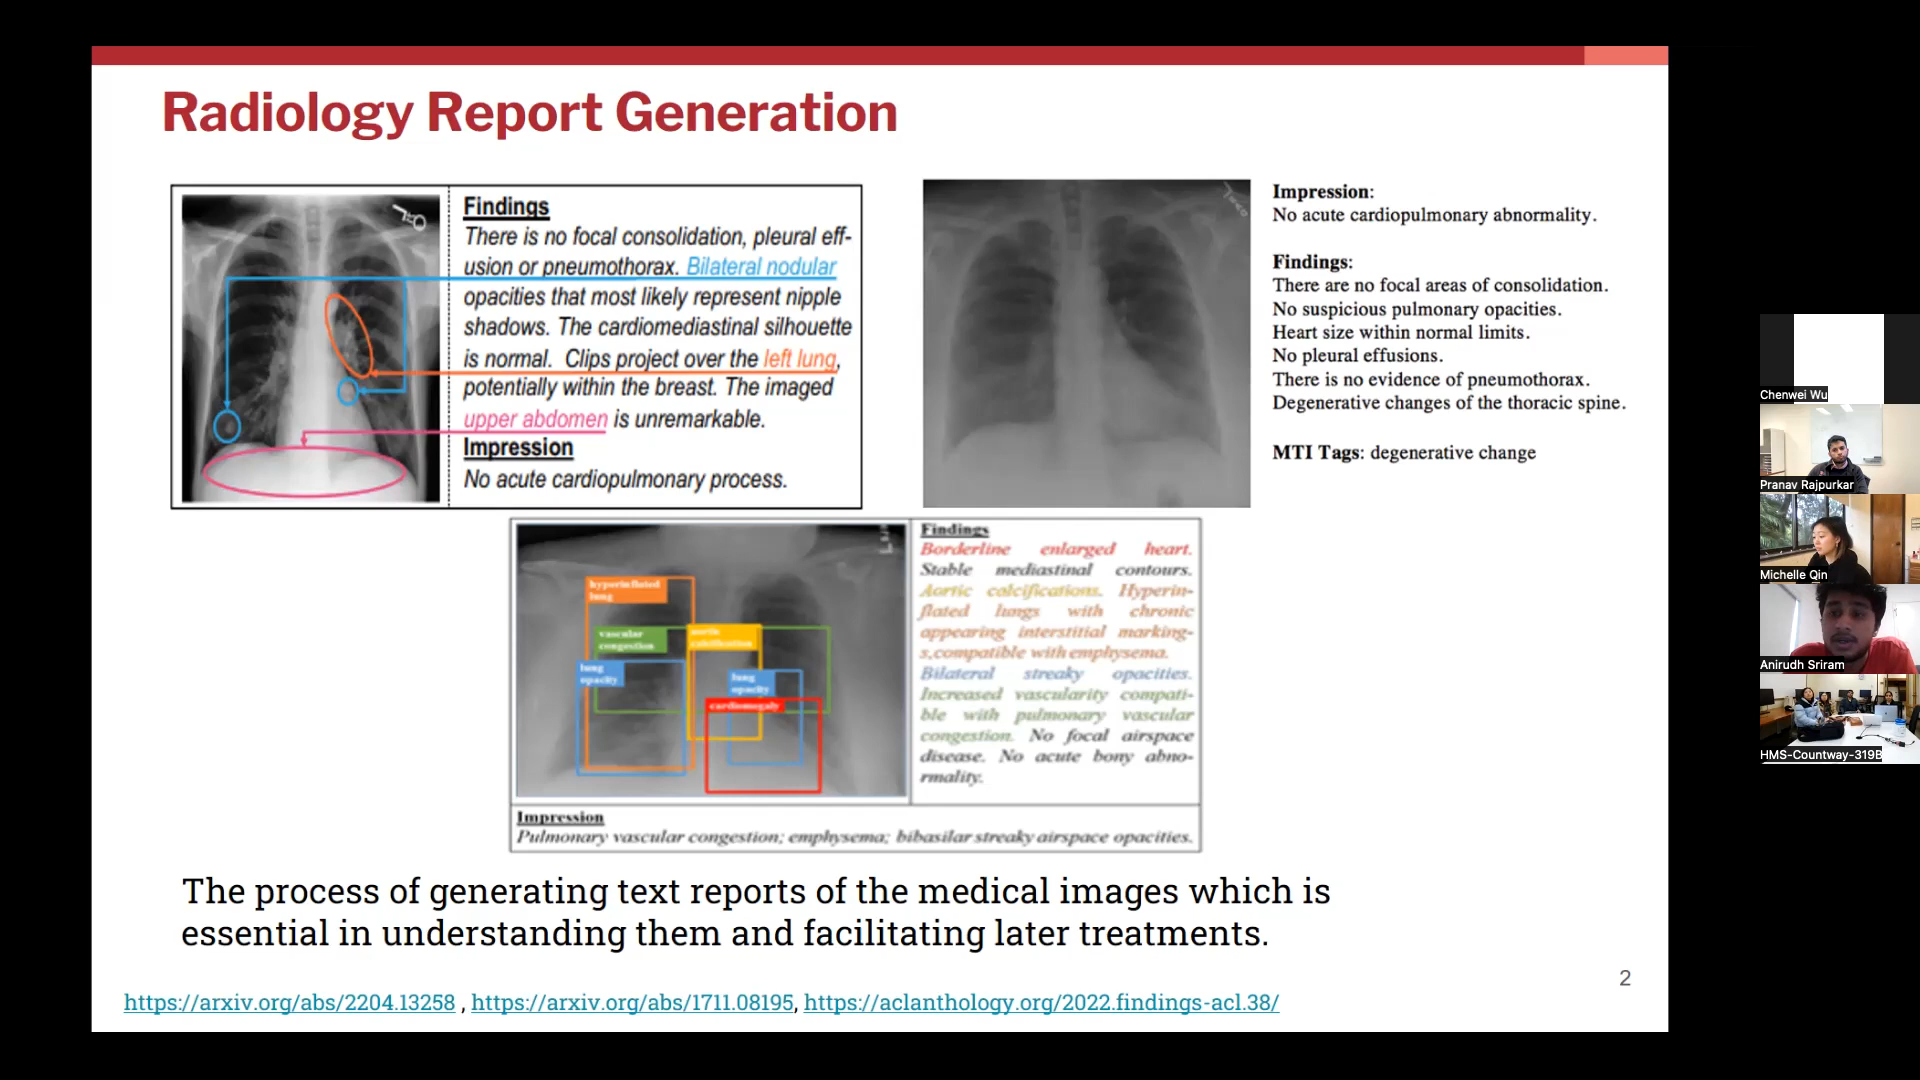 Radiology Report Generation
Findings
There is no focal consolidation, pleural eff-
usion or pneumothorax. Bilateral nodular
opacities that most likely represent nipple
shadows. The cardiomediastinal silhouette
is normal. Clips project over the left lung,
potentially within the breast. The imaged
upper abdomen is unremarkable.
Impression
No acute cardiopulmonary process.
Impression:
No acute cardiopulmonary abnormality.
Findings:
There are no focal areas of consolidation.
No suspicious pulmonary opacities.
Heart size within normal limits.
No pleural effusions.
There is no evidence of pneumothorax.
Degenerative changes of the thoracic spine.
MTI Tags: degenerative change
hyperinflated
lung
vascular
congestion
aortic
calcification
lung
opacity
lung
opacity
cardiomegaly
Findings
Borderline enlarged heart.
Stable mediastinal contours.
Aortic calcifications. Hyperin-
flated lungs with chronic
appearing interstitial marking-
s,compatible with emphysema.
Bilateral streaky opacities.
Increased vascularity compati-
ble with pulmonary vascular
congestion. No focal airspace
disease. No acute bony abno-
rmality.
Impression
Pulmonary vascular congestion; emphysema; bibasilar streaky airspace opacities.
The process of generating text reports of the medical images which is
essential in understanding them and facilitating later treatments.
2
https://arxiv.org/abs/2204.13258 , https://arxiv.org/abs/1711.08195, https://aclanthology.org/2022.findings-acl.38/
Chenwei Wu
Pranav Rajpurkar
Michelle Qin
Anirudh Sriram
HMS-Countway-319B